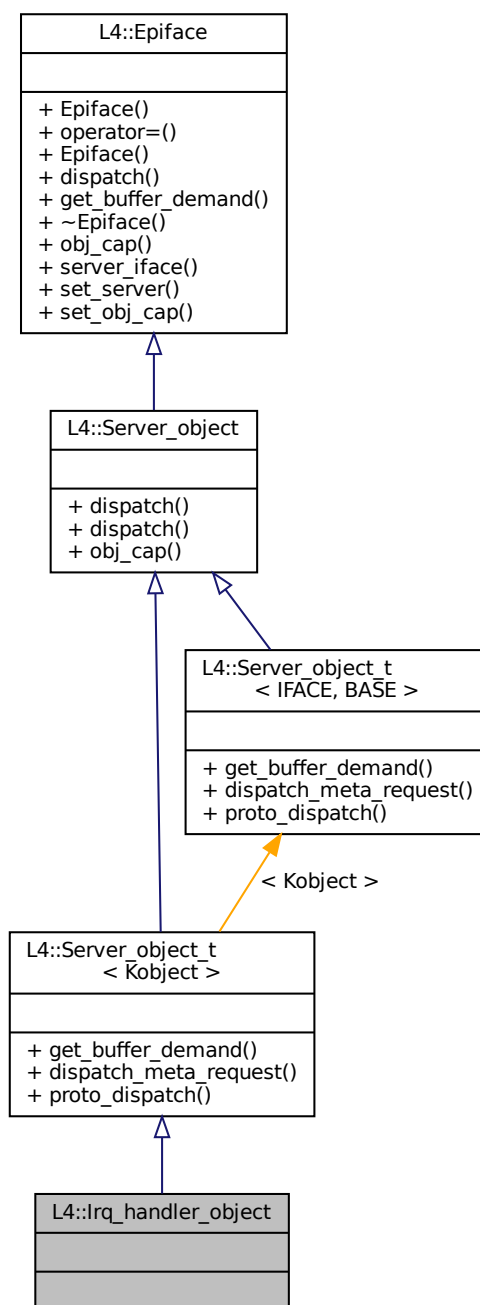 L4::Epiface
+ Epiface()
+ operator=()
+ Epiface()
+ dispatch()
+ get_buffer_demand()
+ ~Epiface()
+ obj_cap()
+ server_iface()
+ set_server()
+ set_obj_cap()
L4::Server_object
+ dispatch()
+ dispatch()
+ obj_cap()
L4::Server_object_t
< IFACE, BASE >
+ get_buffer_demand()
+ dispatch_meta_request()
+ proto_dispatch()
< Kobject >
L4::Server_object_t
< Kobject >
+ get_buffer_demand()
+ dispatch_meta_request()
+ proto_dispatch()
L4::Irq_handler_object